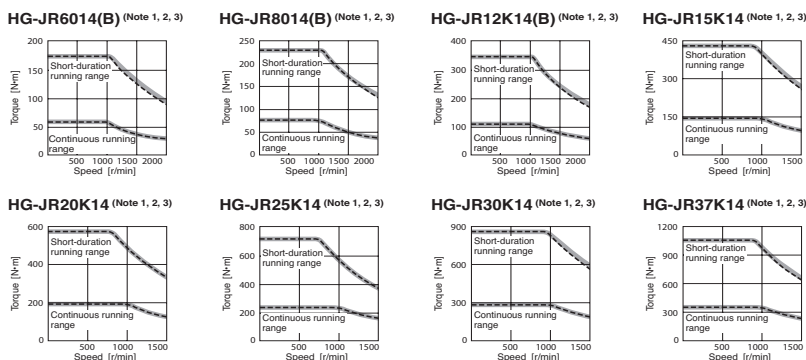 HG-JR6014(B) (Note 1, 2, 3)
200
150
100
50
0
Torque [N·m]
Short-duration
running range
Continuous running
range
500 1000 1500 2000
Speed [r/min]
HG-JR8014(B) (Note 1, 2, 3)
250
200
150
100
50
0
Torque [N·m]
Short-duration
running range
Continuous running
range
500 1000 1500 2000
Speed [r/min]
HG-JR12K14(B) (Note 1, 2, 3)
400
300
200
100
0
Torque [N·m]
Short-duration
running range
Continuous running
range
500 1000 1500 2000
Speed [r/min]
HG-JR15K14 (Note 1, 2, 3)
450
300
150
0
Torque [N·m]
Short-duration
running range
Continuous running
range
500 1000 1500
Speed [r/min]
HG-JR20K14 (Note 1, 2, 3)
600
400
200
0
Torque [N·m]
Short-duration
running range
Continuous running
range
500 1000 1500
Speed [r/min]
HG-JR25K14 (Note 1, 2, 3)
800
600
400
200
0
Torque [N·m]
Short-duration
running range
Continuous running
range
500 1000 1500
Speed [r/min]
HG-JR30K14 (Note 1, 2, 3)
900
600
300
0
Torque [N·m]
Short-duration
running range
Continuous running
range
500 1000 1500
Speed [r/min]
HG-JR37K14 (Note 1, 2, 3)
1200
900
600
300
0
Torque [N·m]
Short-duration
running range
Continuous running
range
500 1000 1500
Speed [r/min]